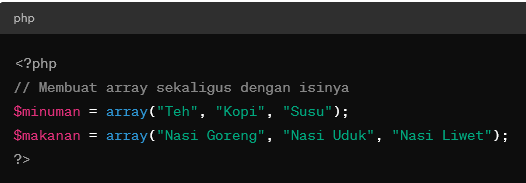 php
<?php
// Membuat array sekaligus dengan isinya
$minuman = array("Teh", "Kopi", "Susu");
$makanan = array("Nasi Goreng", "Nasi Uduk", "Nasi Liwet");
?>